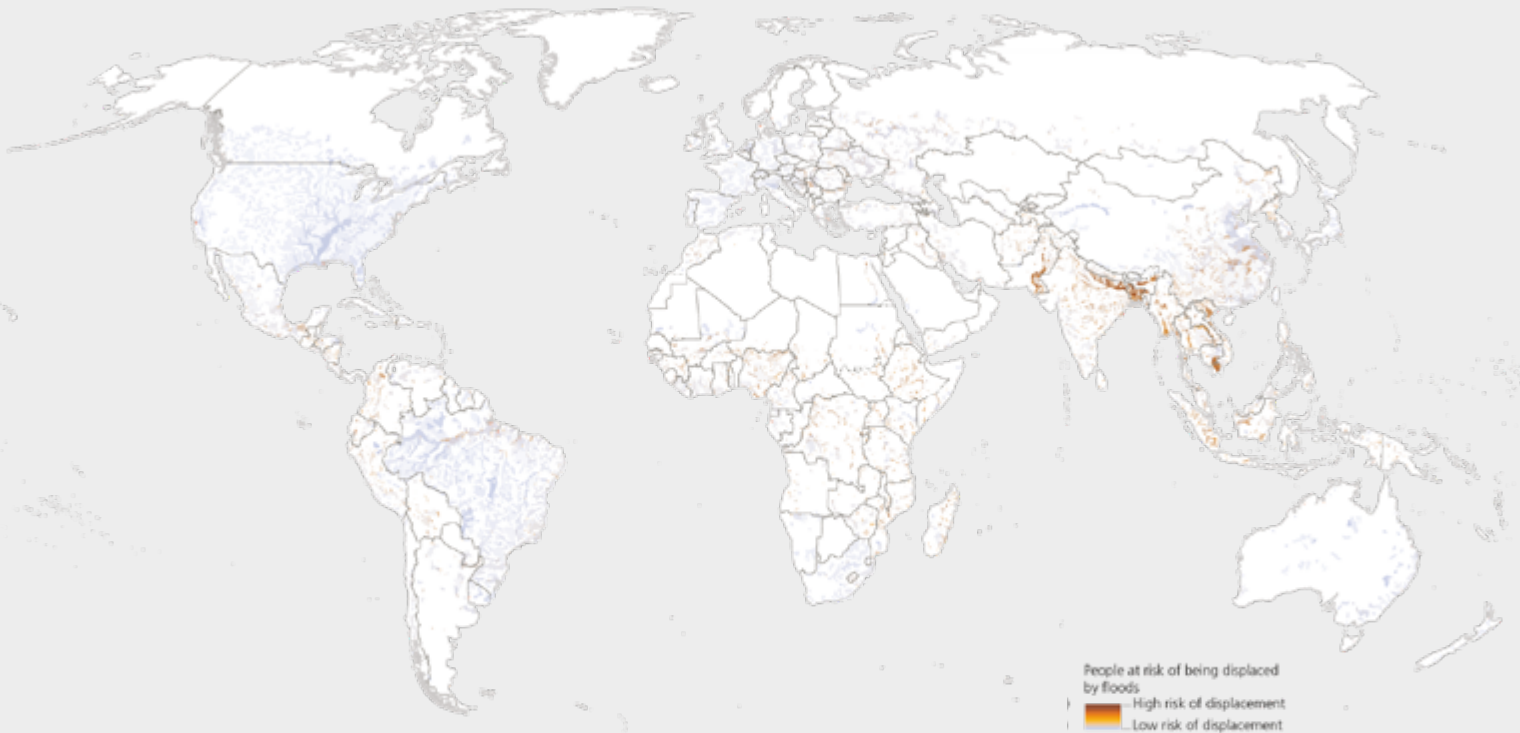 People at risk of being displaced
by floods
High risk of displacement
Low risk of displacement